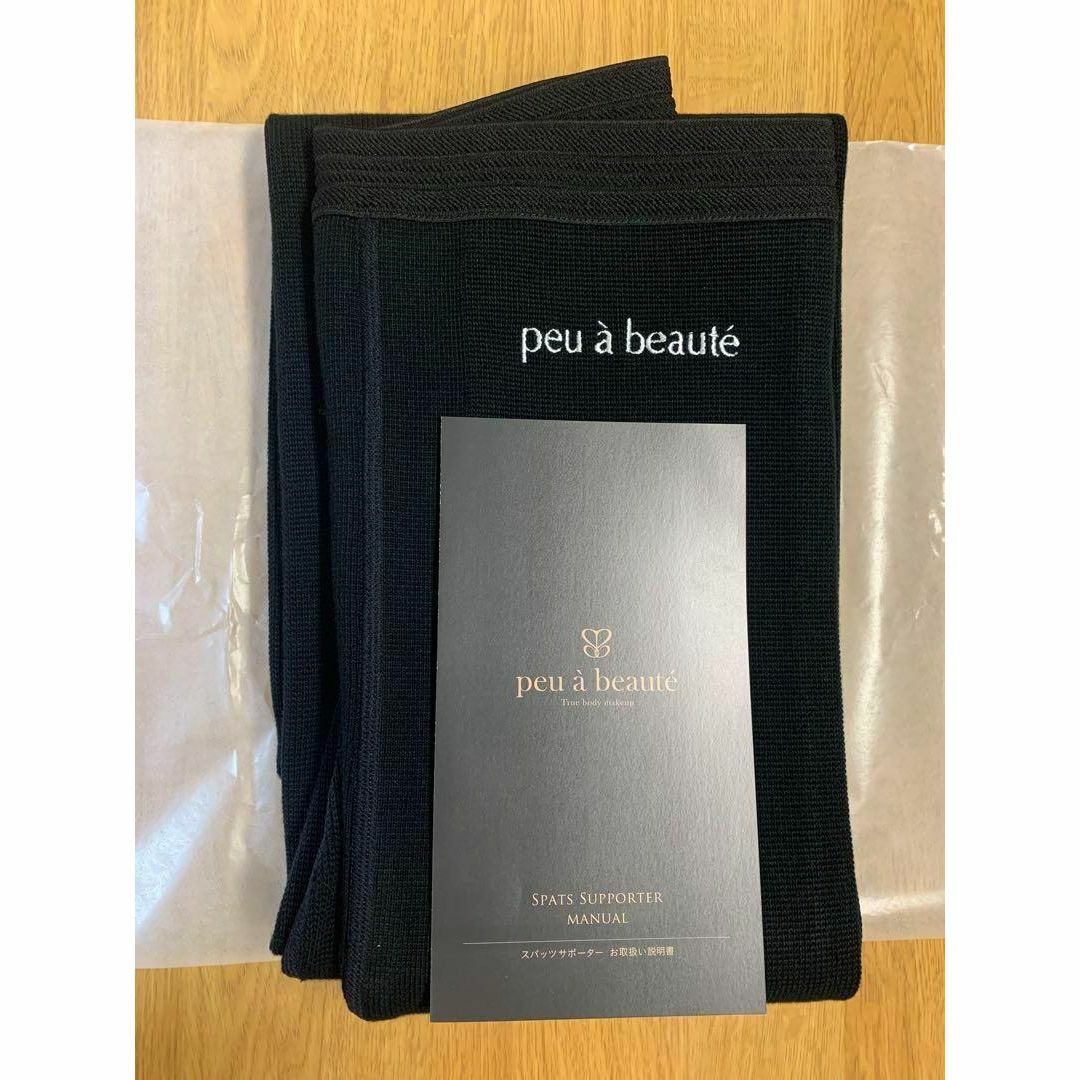 peu à beauté
peu à beauté
True body makeup
SPATS SUPPORTER
MANUAL
スパッツサポーター お取扱い説明書